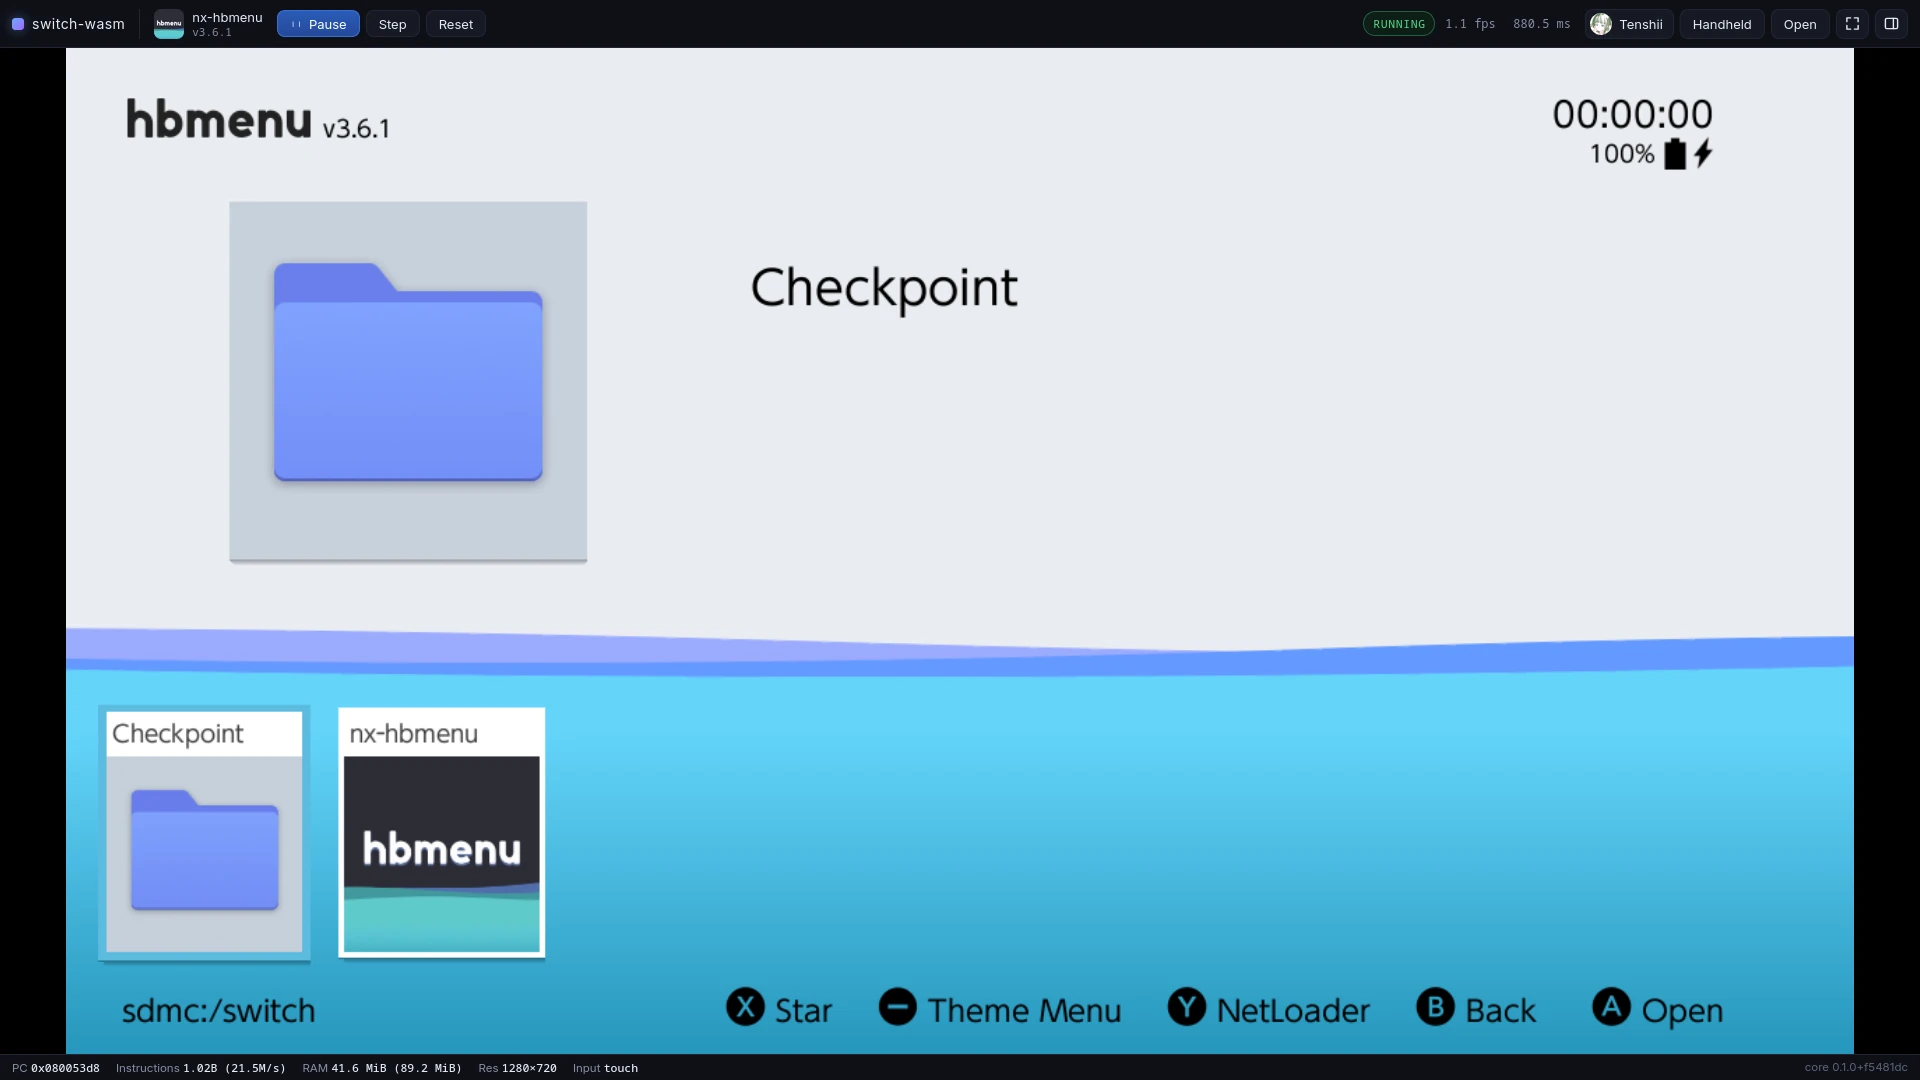 switch-wasm
hbmenu
nx-hbmenu
v3.6.1
Pause
Step
Reset
RUNNING
1.1 fps
880.5 ms
Tenshii
Handheld
Open
hbmenu v3.6.1
00:00:00
100%
Checkpoint
Checkpoint
nx-hbmenu
hbmenu
sdmc:/switch
X Star
Theme Menu
Y NetLoader
B Back
A Open
PC 0x080053d8
Instructions 1.02B (21.5M/s)
RAM 41.6 MiB (89.2 MiB)
Res 1280×720
Input touch
core 0.1.0+f5481dc